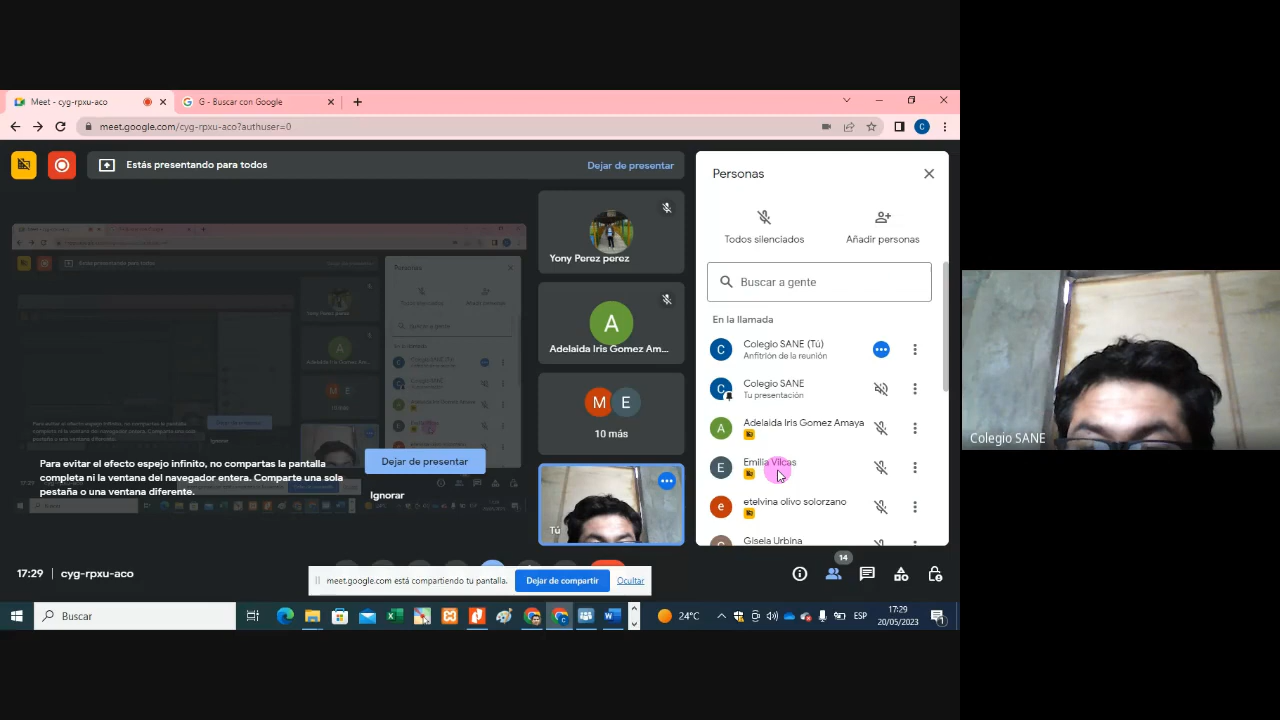 Meet - cyg-rpxu-aco
G - Buscar con Google
meet.google.com/cyg-rpxu-aco?authuser=0
Estás presentando para todos
Dejar de presentar
Personas
Todos silenciados
Añadir personas
Buscar a gente
En la llamada
Colegio SANE (Tú)
Anfitrión de la reunión
Colegio SANE
Tu presentación
Adelaida Iris Gomez Amaya
Emilia Vilcas
etelvina olivo solorzano
Gisela Urbina
Yony Perez perez
A
Adelaida Iris Gomez Am...
M E
10 más
Tú
Para evitar el efecto espejo infinito, no compartas la pantalla
completa ni la ventana del navegador entera. Comparte una sola
pestaña o una ventana diferente.
Dejar de presentar
Ignorar
17:29 | cyg-rpxu-aco
meet.google.com está compartiendo tu pantalla.
Dejar de compartir
Ocultar
14
Buscar
24°C
ESP
17:29
20/05/2023
Colegio SANE